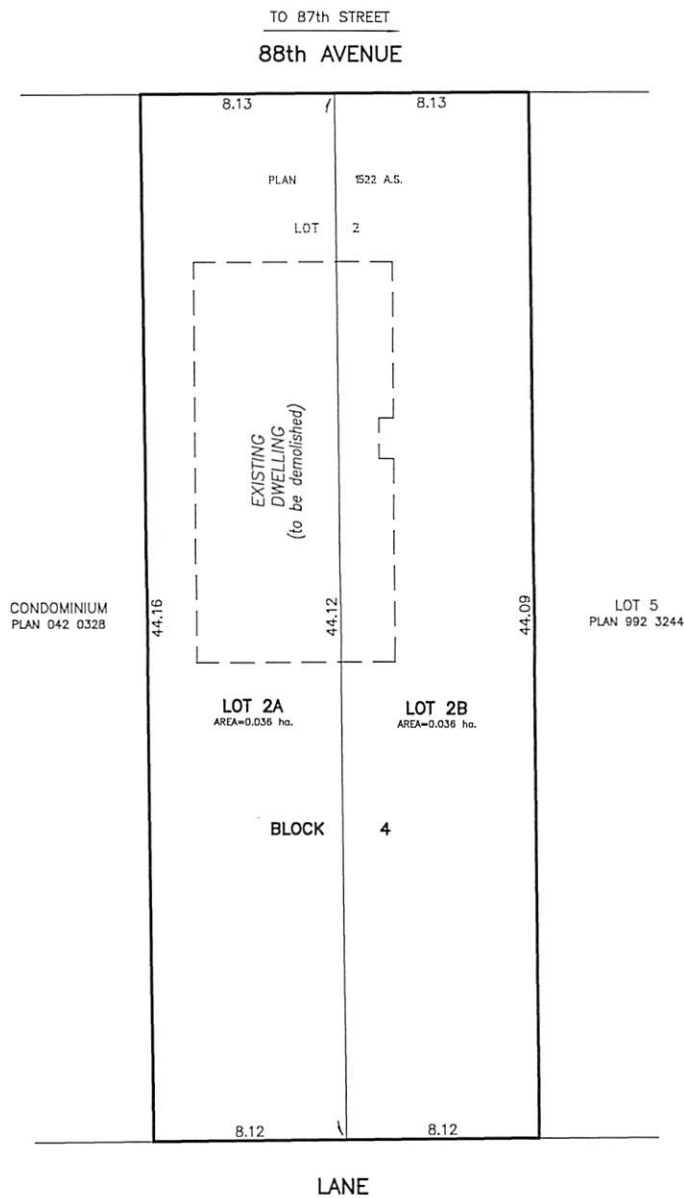 TO 87th STREET
88th AVENUE
8.13 8.13
PLAN 1522 A.S.
LOT 2
EXISTING
DWELLING
(to be demolished)
CONDOMINIUM
PLAN 042 0328
44.16
44.12
44.09
LOT 5
PLAN 992 3244
LOT 2A
AREA=0.036 ha.
LOT 2B
AREA=0.036 ha.
BLOCK 4
8.12 8.12
LANE